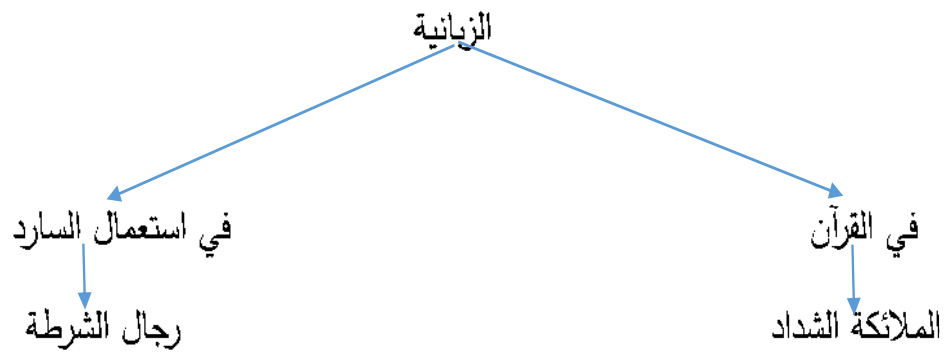 الزبانية
في القرآن
في استعمال السارد
الملائكة الشداد
رجال الشرطة